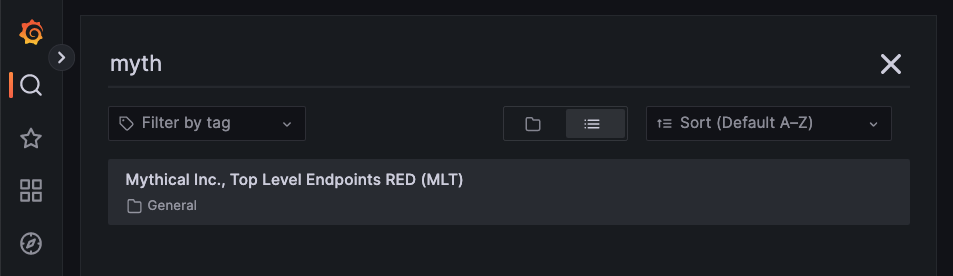 myth
Filter by tag
Sort (Default A–Z)
Mythical Inc., Top Level Endpoints RED (MLT)
General